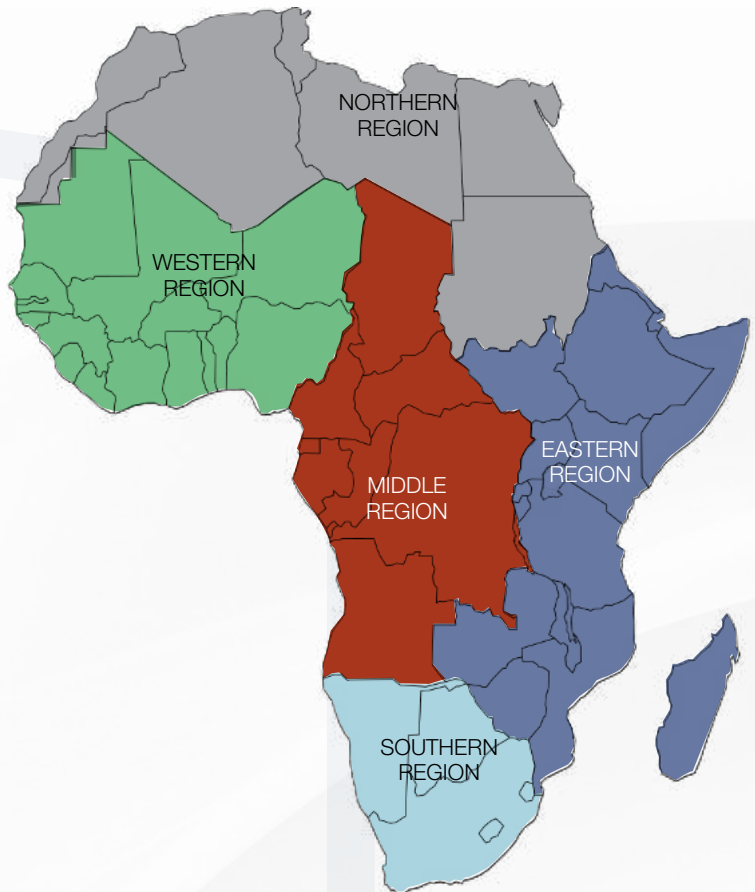 NORTHERN
REGION
WESTERN
REGION
EASTERN
REGION
MIDDLE
REGION
SOUTHERN
REGION